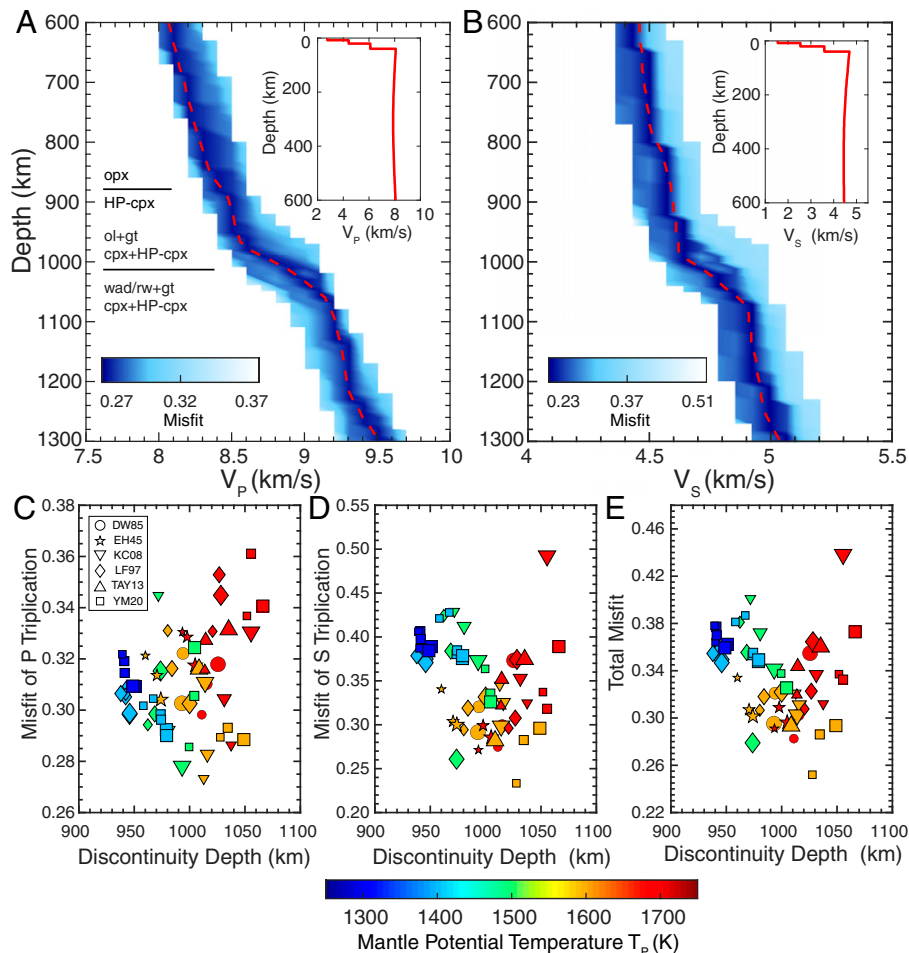 A
600
700
800
900
1000
1100
1200
1300
Depth (km)
7.5
8
8.5
9
9.5
10
V_P (km/s)
opx
HP-cpx
ol+gt
cpx+HP-cpx
wad/rw+gt
cpx+HP-cpx
0.27
0.32
0.37
Misfit
0
200
400
600
Depth (km)
2
4
6
8
10
V_P (km/s)
B
600
700
800
900
1000
1100
1200
1300
4
4.5
5
5.5
V_S (km/s)
0.23
0.37
0.51
Misfit
0
200
400
600
Depth (km)
1
2
3
4
5
V_S (km/s)
C
0.38
0.36
0.34
0.32
0.30
0.28
0.26
Misfit of P Triplication
DW85
EH45
KC08
LF97
TAY13
YM20
900
950
1000
1050
1100
Discontinuity Depth (km)
D
0.55
0.50
0.45
0.40
0.35
0.30
0.25
0.20
Misfit of S Triplication
900
950
1000
1050
1100
Discontinuity Depth (km)
E
0.48
0.44
0.40
0.36
0.32
0.28
0.24
0.22
Total Misfit
900
950
1000
1050
1100
Discontinuity Depth (km)
1300
1400
1500
1600
1700
Mantle Potential Temperature T_P (K)